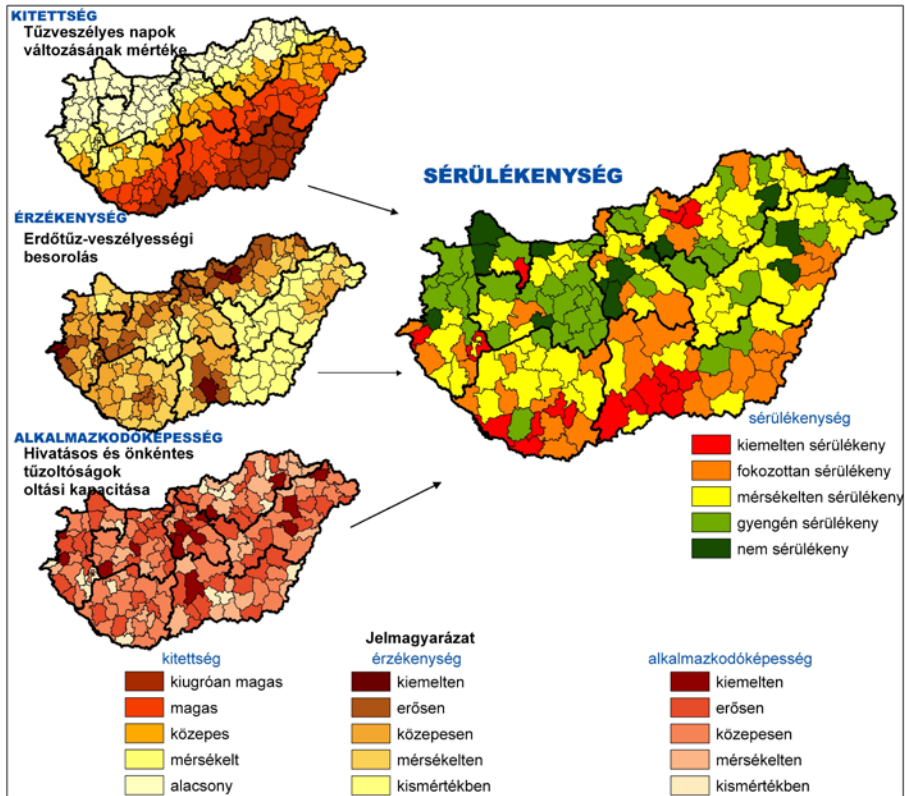 KITETTSÉG
Tűzveszélyes napok
változásának mértéke
ÉRZÉKENYSÉG
Erdőtűz-veszélyességi
besorolás
ALKALMAZKODÓKÉPESSÉG
Hivatásos és önkéntes
tűzoltóságok
oltási kapacitása
SÉRÜLÉKENYSÉG
sérülékenység
kiemelten sérülékeny
fokozottan sérülékeny
mérsékelten sérülékeny
gyengén sérülékeny
nem sérülékeny
Jelmagyarázat
kitettség
kiugróan magas
magas
közepes
mérsékelt
alacsony
érzékenység
kiemelten
erősen
közepesen
mérsékelten
kismértékben
alkalmazkodóképesség
kiemelten
erősen
közepesen
mérsékelten
kismértékben